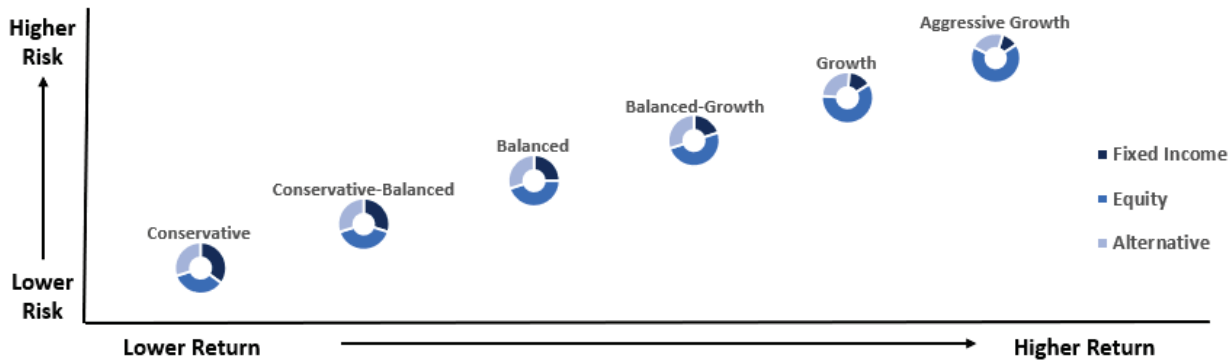 Higher
Risk
Aggressive Growth
Growth
Balanced-Growth
Balanced
Conservative-Balanced
Conservative
Fixed Income
Equity
Alternative
Lower
Risk
Lower Return
Higher Return